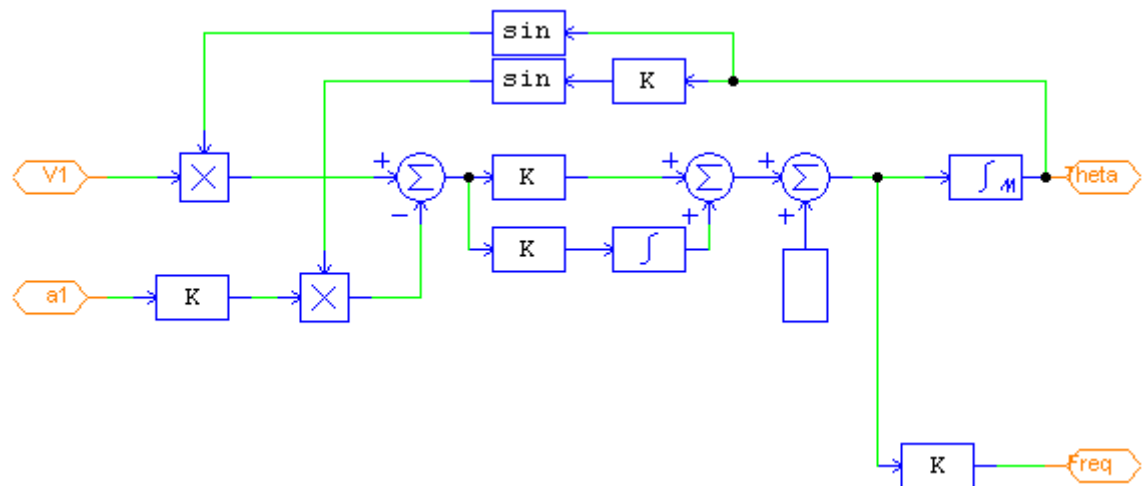 sin
sin
K
V1
+
Σ
K
+
Σ
+
Σ
∫
Theta
−
K
∫
+
+
a1
K
K
Freq